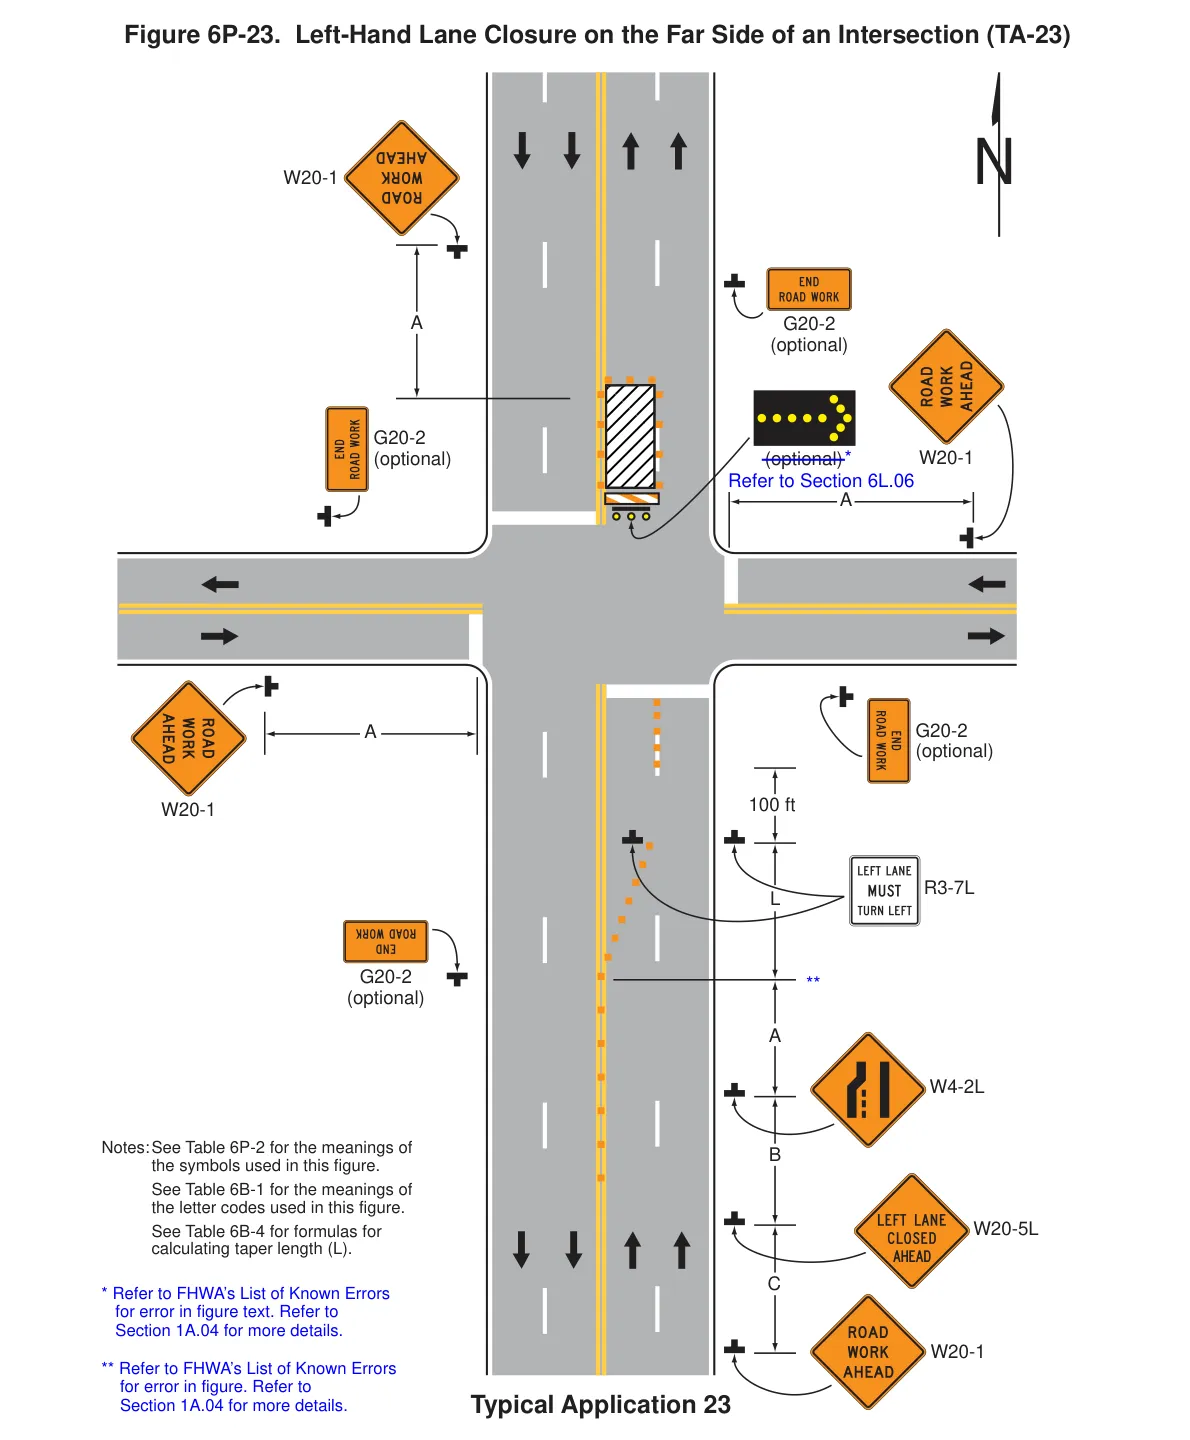 Figure 6P-23.  Left-Hand Lane Closure on the Far Side of an Intersection (TA-23)
N
ROAD
WORK
AHEAD
W20-1
A
END
ROAD WORK
G20-2
(optional)
END
ROAD WORK
G20-2
(optional)
ROAD
WORK
AHEAD
W20-1
(optional)*
Refer to Section 6L.06
A
ROAD
WORK
AHEAD
W20-1
A
END
ROAD WORK
G20-2
(optional)
100 ft
LEFT LANE
MUST
TURN LEFT
R3-7L
L
END
ROAD WORK
G20-2
(optional)
**
A
W4-2L
B
LEFT LANE
CLOSED
AHEAD
W20-5L
C
ROAD
WORK
AHEAD
W20-1
Notes: See Table 6P-2 for the meanings of
the symbols used in this figure.
See Table 6B-1 for the meanings of
the letter codes used in this figure.
See Table 6B-4 for formulas for
calculating taper length (L).
* Refer to FHWA's List of Known Errors
for error in figure text. Refer to
Section 1A.04 for more details.
** Refer to FHWA's List of Known Errors
for error in figure. Refer to
Section 1A.04 for more details.
Typical Application 23